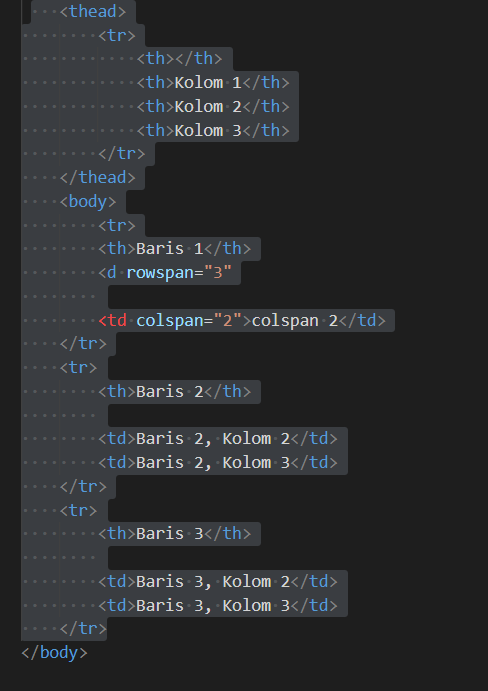 <thead>
<tr>
<th></th>
<th>Kolom 1</th>
<th>Kolom 2</th>
<th>Kolom 3</th>
</tr>
</thead>
<body>
<tr>
<th>Baris 1</th>
<d rowspan="3"
<td colspan="2">colspan 2</td>
</tr>
<tr>
<th>Baris 2</th>
<td>Baris 2, Kolom 2</td>
<td>Baris 2, Kolom 3</td>
</tr>
<tr>
<th>Baris 3</th>
<td>Baris 3, Kolom 2</td>
<td>Baris 3, Kolom 3</td>
</tr>
</body>